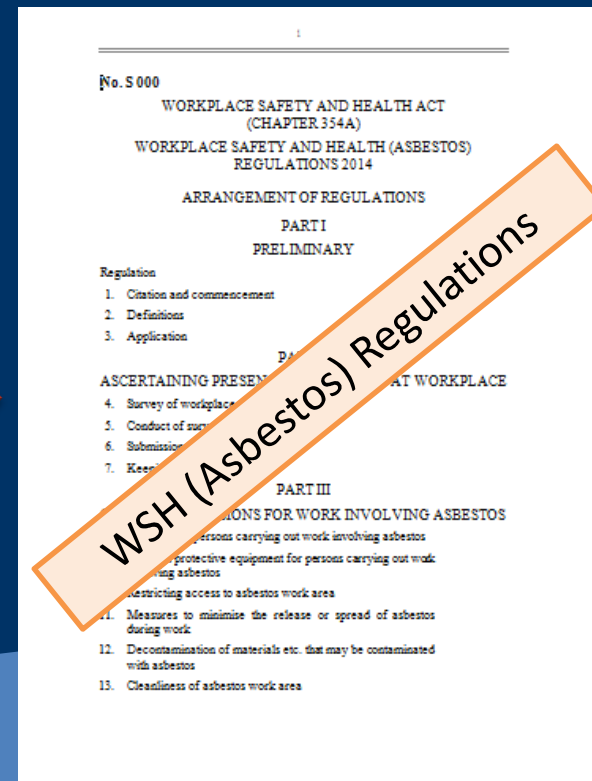 1
No. S 000
WORKPLACE SAFETY AND HEALTH ACT
(CHAPTER 354A)
WORKPLACE SAFETY AND HEALTH (ASBESTOS)
REGULATIONS 2014
ARRANGEMENT OF REGULATIONS
PART I
PRELIMINARY
Regulation
1. Citation and commencement
2. Definitions
3. Application
ASCERTAINING AT WORKPLACE
4. Survey of workplace
5. Conduct of
6. Submission
7.
PART III
FOR WORK INVOLVING ASBESTOS
persons carrying out work involving asbestos
protective equipment for persons carrying out work
asbestos
Restricting access to asbestos work area
11. Measures to minimise the release or spread of asbestos
during work
12. Decontamination of materials etc. that may be contaminated
with asbestos
13. Cleanliness of asbestos work area
WSH (Asbestos) Regulations